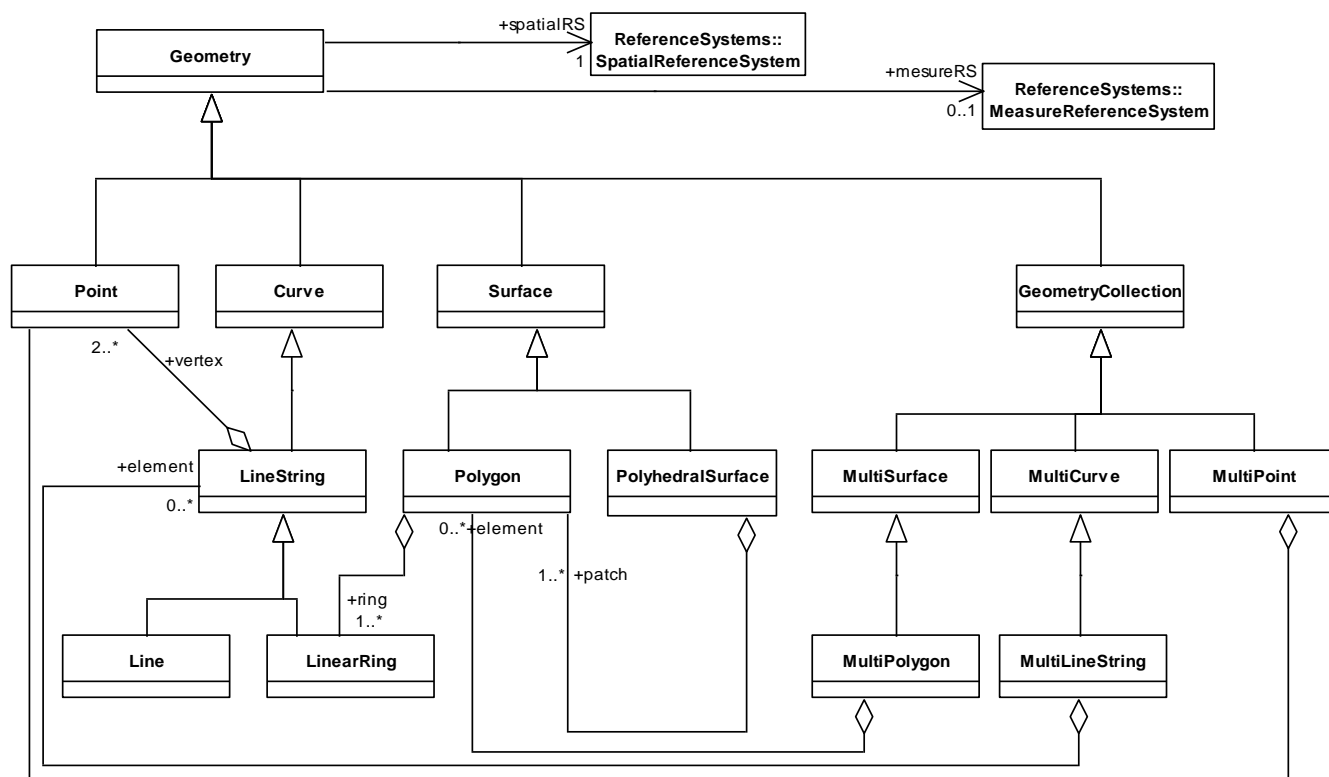 +spatialRS
1
Geometry
ReferenceSystems::
SpatialReferenceSystem
+mesureRS
0..1
ReferenceSystems::
MeasureReferenceSystem
Point
Curve
Surface
GeometryCollection
2..*
+vertex
+element
0..*
LineString
Polygon
PolyhedralSurface
MultiSurface
MultiCurve
MultiPoint
0..*
+element
1..*
+patch
+ring
1..*
Line
LinearRing
MultiPolygon
MultiLineString